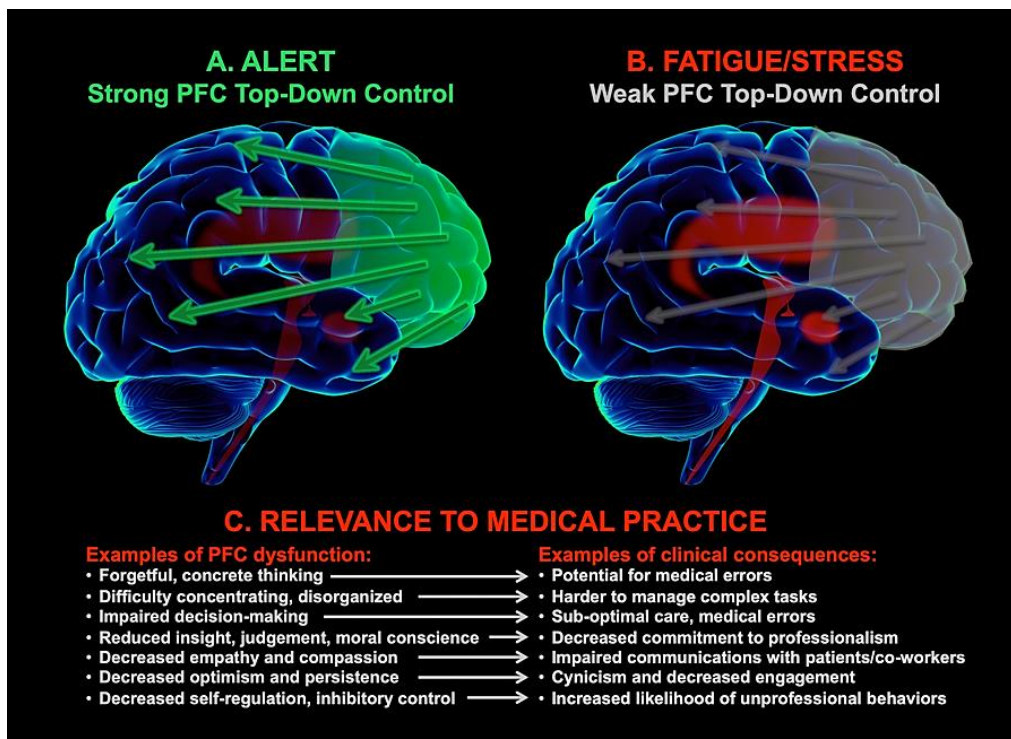 A. ALERT
Strong PFC Top-Down Control
B. FATIGUE/STRESS
Weak PFC Top-Down Control
C. RELEVANCE TO MEDICAL PRACTICE
Examples of PFC dysfunction:
• Forgetful, concrete thinking
• Difficulty concentrating, disorganized
• Impaired decision-making
• Reduced insight, judgement, moral conscience
• Decreased empathy and compassion
• Decreased optimism and persistence
• Decreased self-regulation, inhibitory control
Examples of clinical consequences:
• Potential for medical errors
• Harder to manage complex tasks
• Sub-optimal care, medical errors
• Decreased commitment to professionalism
• Impaired communications with patients/co-workers
• Cynicism and decreased engagement
• Increased likelihood of unprofessional behaviors